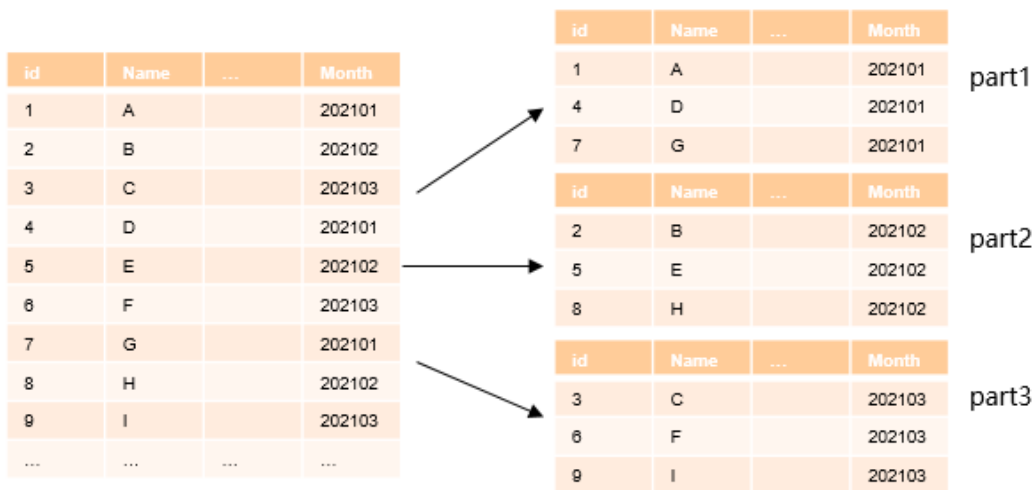 id Name ... Month
1 A 202101
2 B 202102
3 C 202103
4 D 202101
5 E 202102
6 F 202103
7 G 202101
8 H 202102
9 I 202103
... ... ... ...
id Name ... Month
1 A 202101
4 D 202101
7 G 202101
part1
id Name ... Month
2 B 202102
5 E 202102
8 H 202102
part2
id Name ... Month
3 C 202103
6 F 202103
9 I 202103
part3